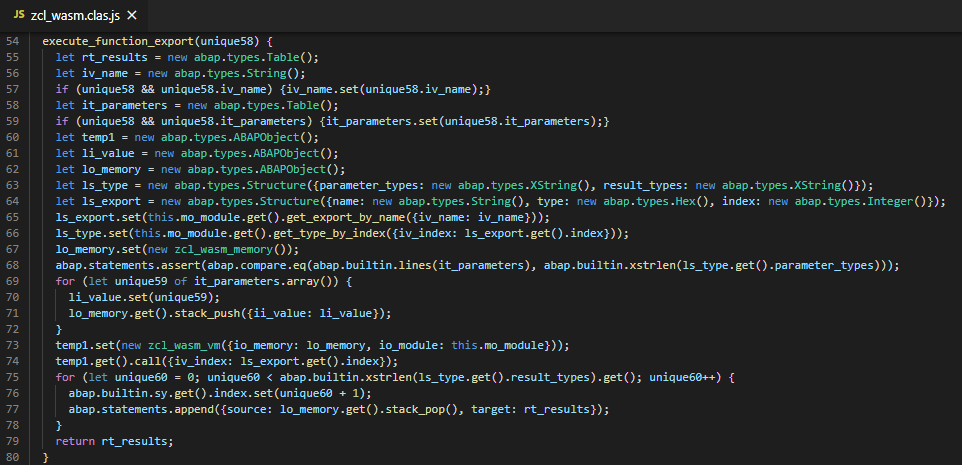 JS zcl_wasm.clas.js ×
54 execute_function_export(unique58) {
55 let rt_results = new abap.types.Table();
56 let iv_name = new abap.types.String();
57 if (unique58 && unique58.iv_name) {iv_name.set(unique58.iv_name);}
58 let it_parameters = new abap.types.Table();
59 if (unique58 && unique58.it_parameters) {it_parameters.set(unique58.it_parameters);}
60 let temp1 = new abap.types.ABAPObject();
61 let li_value = new abap.types.ABAPObject();
62 let lo_memory = new abap.types.ABAPObject();
63 let ls_type = new abap.types.Structure({parameter_types: new abap.types.XString(), result_types: new abap.types.XString()});
64 let ls_export = new abap.types.Structure({name: new abap.types.String(), type: new abap.types.Hex(), index: new abap.types.Integer()});
65 ls_export.set(this.mo_module.get().get_export_by_name({iv_name: iv_name}));
66 ls_type.set(this.mo_module.get().get_type_by_index({iv_index: ls_export.get().index}));
67 lo_memory.set(new zcl_wasm_memory());
68 abap.statements.assert(abap.compare.eq(abap.builtin.lines(it_parameters), abap.builtin.xstrlen(ls_type.get().parameter_types)));
69 for (let unique59 of it_parameters.array()) {
70 li_value.set(unique59);
71 lo_memory.get().stack_push({ii_value: li_value});
72 }
73 temp1.set(new zcl_wasm_vm({io_memory: lo_memory, io_module: this.mo_module}));
74 temp1.get().call({iv_index: ls_export.get().index});
75 for (let unique60 = 0; unique60 < abap.builtin.xstrlen(ls_type.get().result_types).get(); unique60++) {
76 abap.builtin.sy.get().index.set(unique60 + 1);
77 abap.statements.append({source: lo_memory.get().stack_pop(), target: rt_results});
78 }
79 return rt_results;
80 }